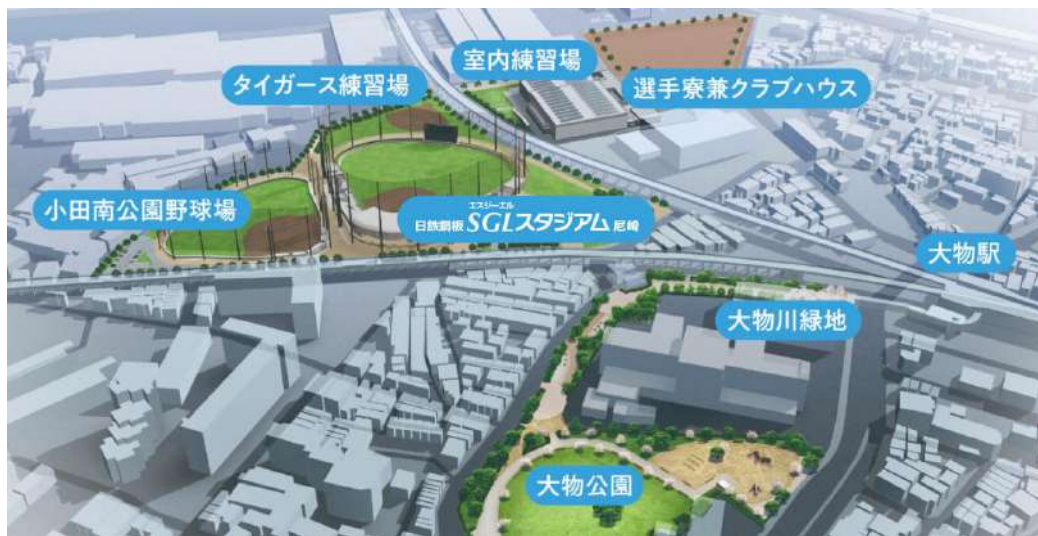 室内練習場
タイガース練習場
選手寮兼クラブハウス
小田南公園野球場
エスジーエル
日鉄鋼板 SGLスタジアム 尼崎
大物駅
大物川緑地
大物公園